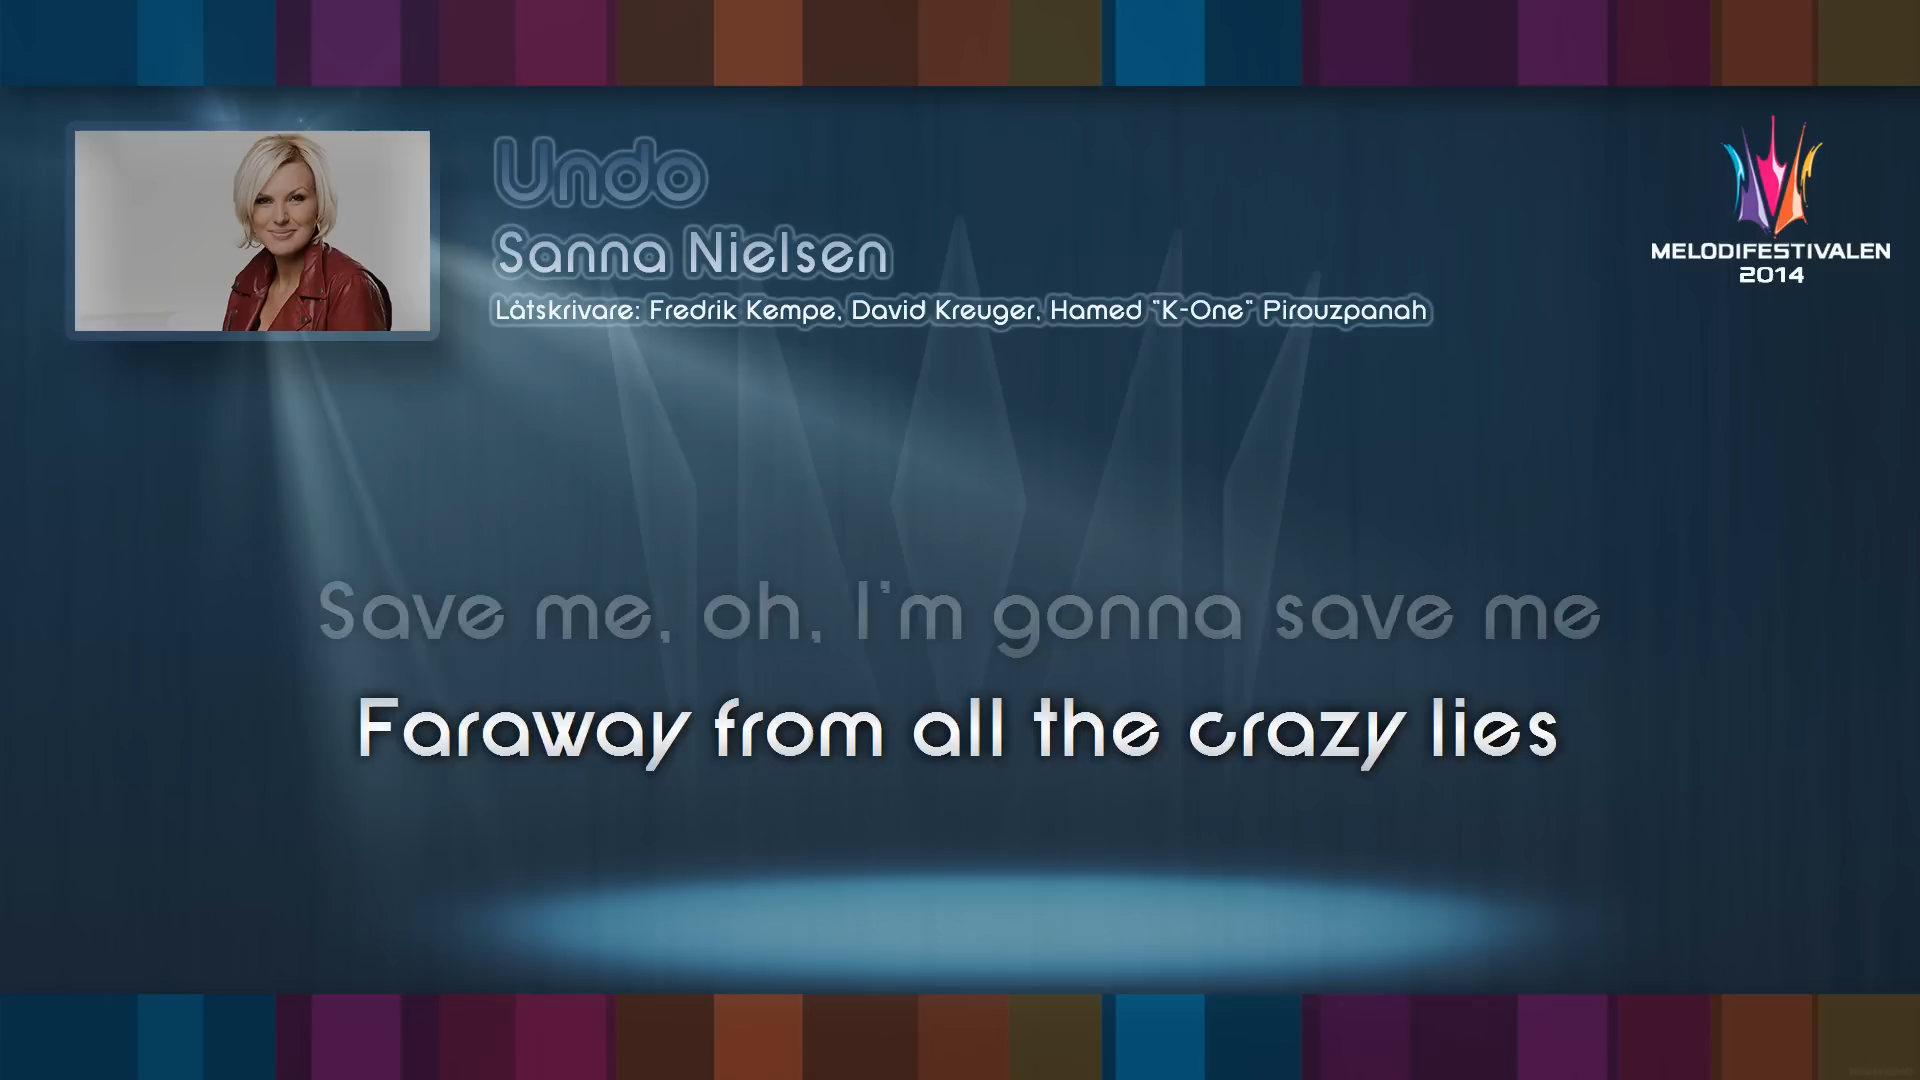 Undo
Sanna Nielsen
Låtskrivare: Fredrik Kempe, David Kreuger, Hamed "K-One" Pirouzpanah
MELODIFESTIVALEN
2014
Save me, oh, I'm gonna save me
Faraway from all the crazy lies